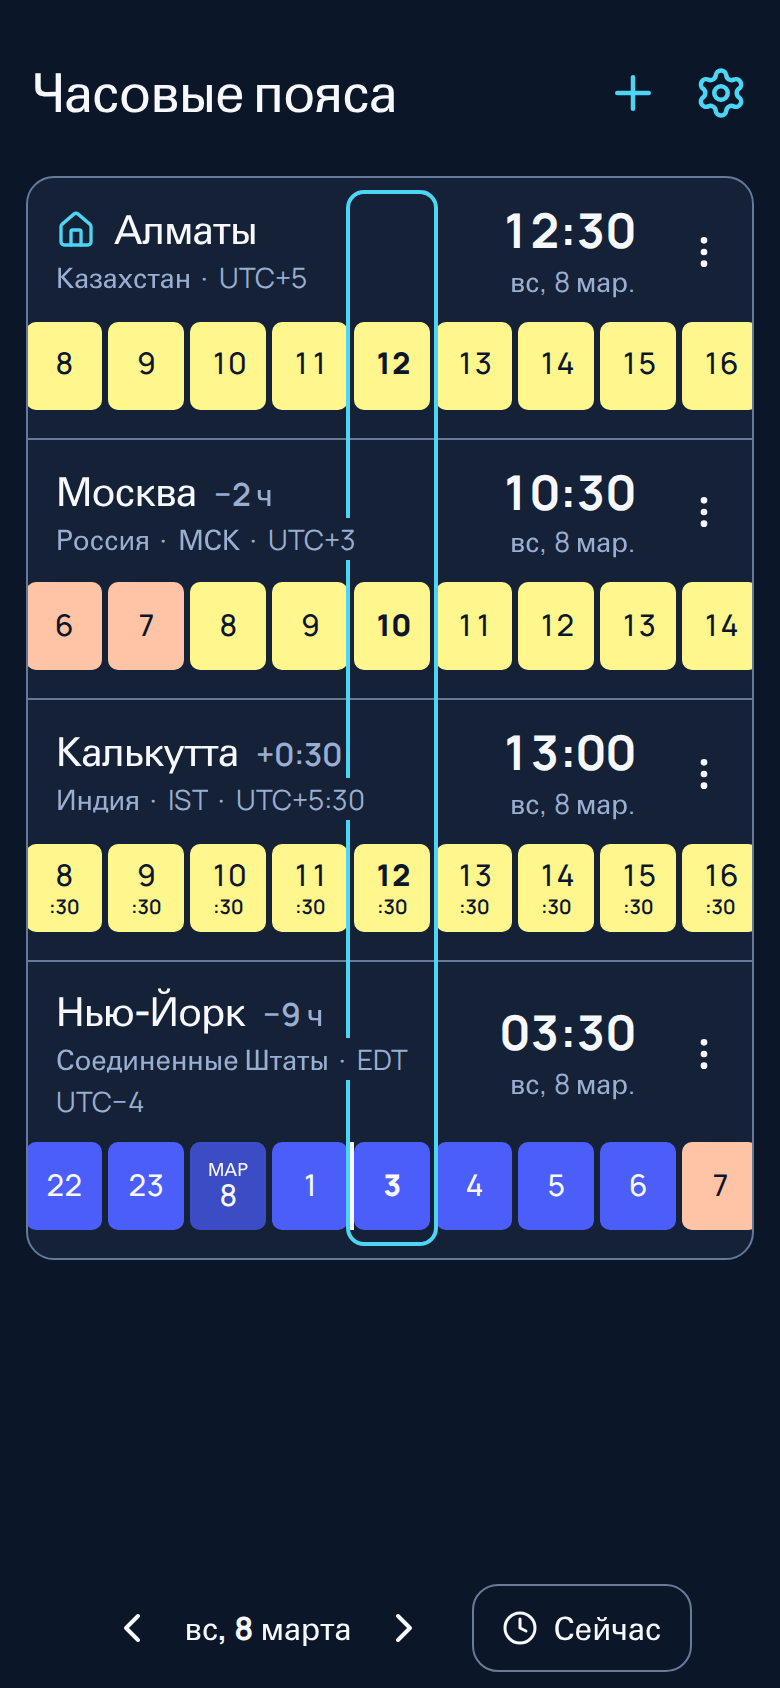 Часовые пояса
Алматы 12:30
Казахстан · UTC+5 вс, 8 мар.
8 9 10 11 12 13 14 15 16
Москва −2 ч 10:30
Россия · МСК · UTC+3 вс, 8 мар.
6 7 8 9 10 11 12 13 14
Калькутта +0:30 13:00
Индия · IST · UTC+5:30 вс, 8 мар.
8 9 10 11 12 13 14 15 16
:30 :30 :30 :30 :30 :30 :30 :30 :30
Нью-Йорк −9 ч 03:30
Соединенные Штаты · EDT вс, 8 мар.
UTC−4
22 23 МАР 8 1 3 4 5 6 7
вс, 8 марта Сейчас